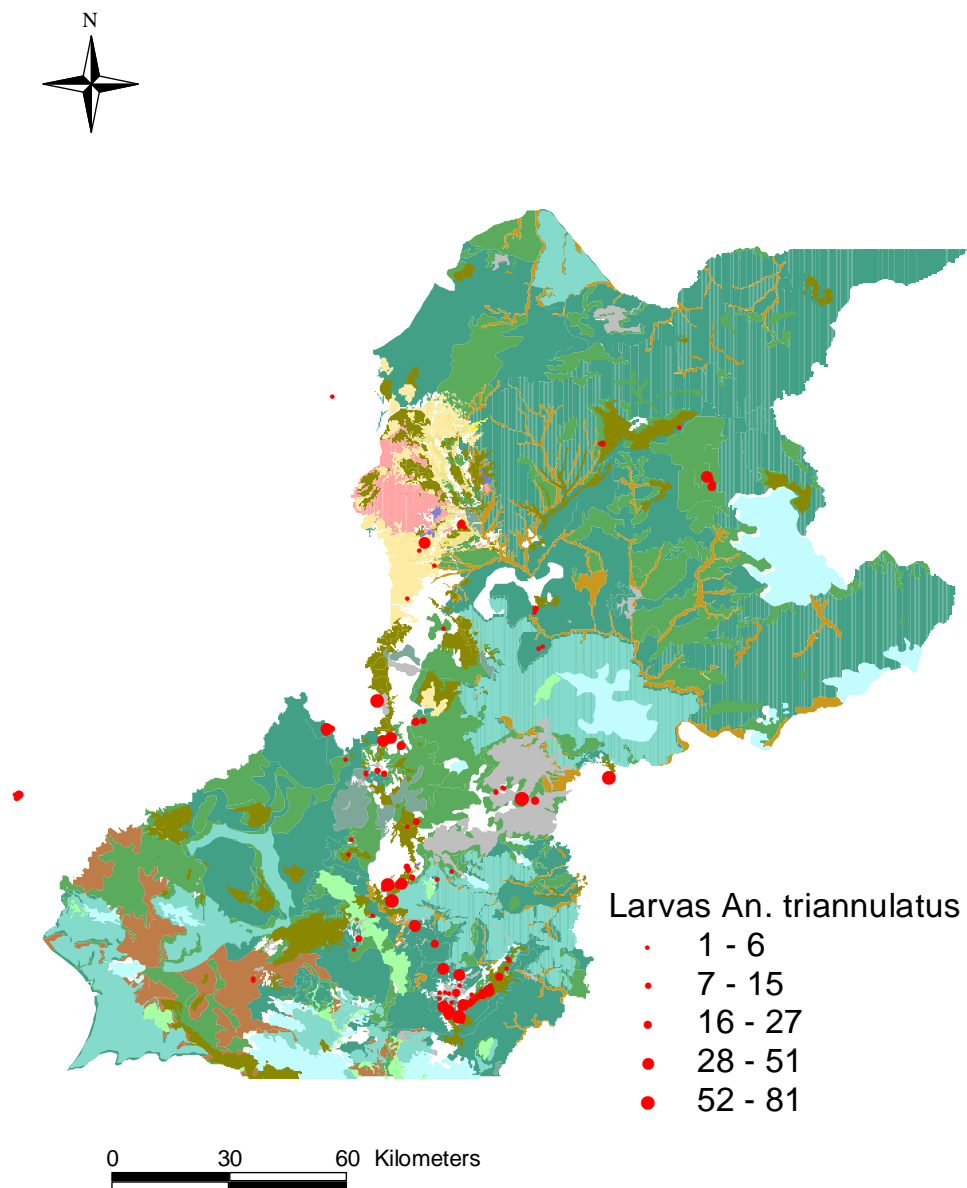 N
Larvas An. triannulatus
1 - 6
7 - 15
16 - 27
28 - 51
52 - 81
0 30 60 Kilometers